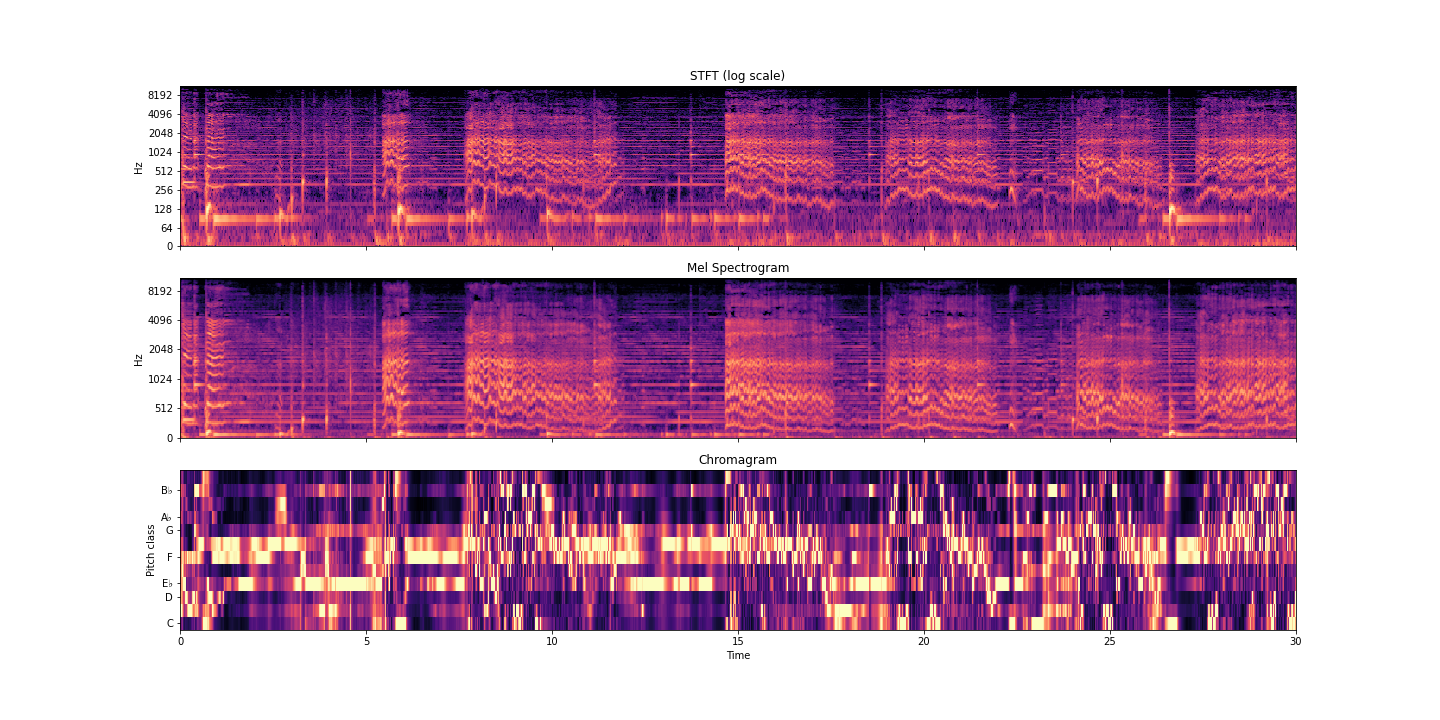 STFT (log scale)
8192
4096
2048
1024
512
256
128
64
0
Hz
Mel Spectrogram
8192
4096
2048
1024
512
0
Hz
Chromagram
B♭
A♭
G
F
E♭
D
C
Pitch class
0 5 10 15 20 25 30
Time